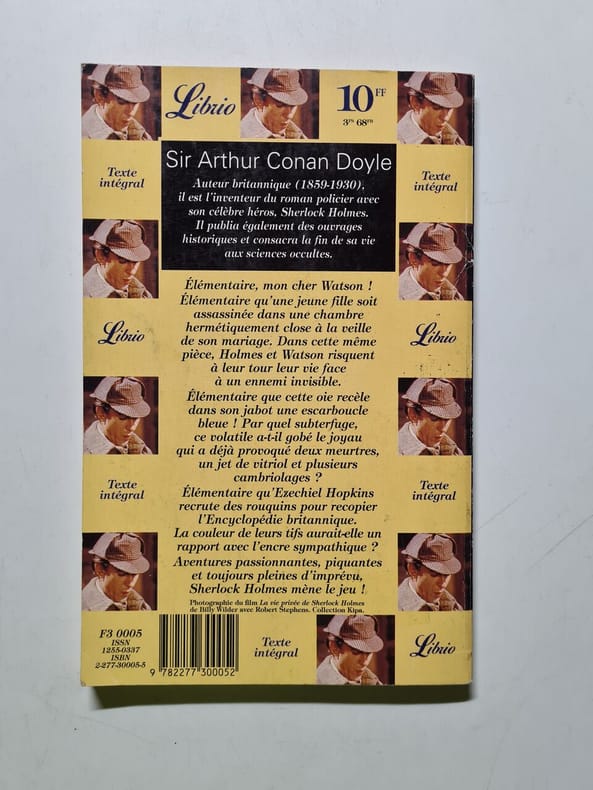 Librio
10 FF
3FS 68FB
Sir Arthur Conan Doyle
Texte
intégral
Texte
intégral
Auteur britannique (1859-1930),
il est l'inventeur du roman policier avec
son célèbre héros, Sherlock Holmes.
Il publia également des ouvrages
historiques et consacra la fin de sa vie
aux sciences occultes.
Élémentaire, mon cher Watson !
Élémentaire qu'une jeune fille soit
assassinée dans une chambre
hermétiquement close à la veille
de son mariage. Dans cette même
pièce, Holmes et Watson risquent
à leur tour leur vie face
à un ennemi invisible.
Librio
Librio
Élémentaire que cette oie recèle
dans son jabot une escarboucle
bleue ! Par quel subterfuge,
ce volatile a-t-il gobé le joyau
qui a déjà provoqué deux meurtres,
un jet de vitriol et plusieurs
cambriolages ?
Texte
intégral
Texte
intégral
Élémentaire qu'Ezechiel Hopkins
recrute des rouquins pour recopier
l'Encyclopédie britannique.
La couleur de leurs tifs aurait-elle un
rapport avec l'encre sympathique ?
Aventures passionnantes, piquantes
et toujours pleines d'imprévu,
Sherlock Holmes mène le jeu !
Photographie du film La vie privée de Sherlock Holmes
de Billy Wilder avec Robert Stephens. Collection Kipa.
F3 0005
ISSN
1255-0337
ISBN
2-277-30005-5
9 782277 300052
Texte
intégral
Librio